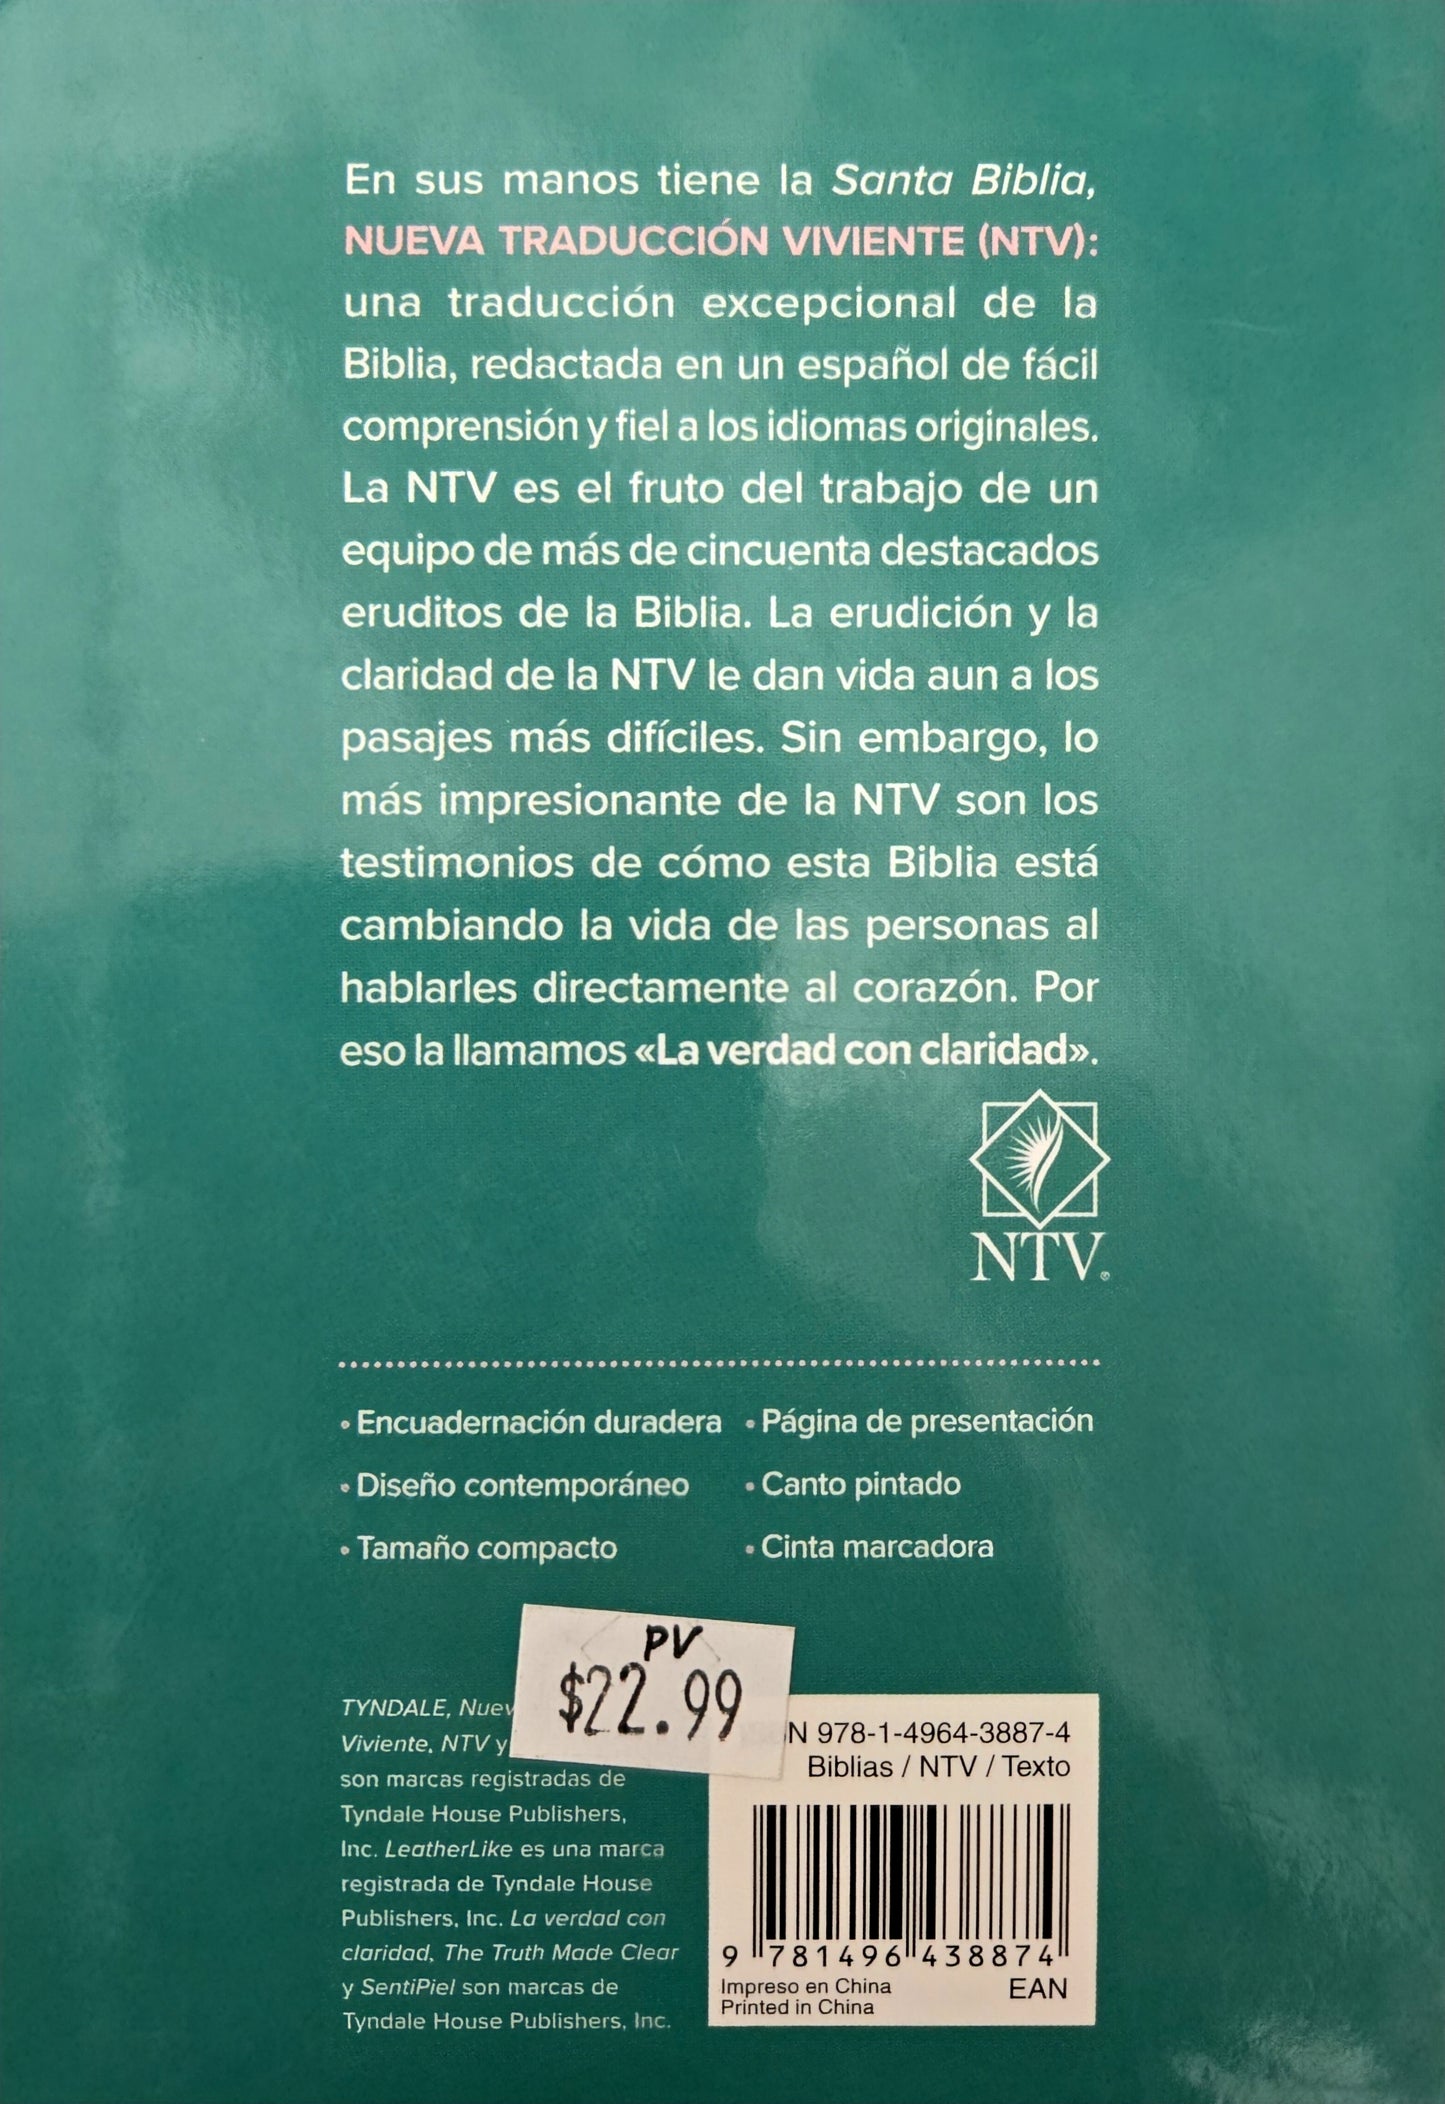 En sus manos tiene la Santa Biblia,
NUEVA TRADUCCIÓN VIVIENTE (NTV):
una traducción excepcional de la
Biblia, redactada en un español de fácil
comprensión y fiel a los idiomas originales.
La NTV es el fruto del trabajo de un
equipo de más de cincuenta destacados
eruditos de la Biblia. La erudición y la
claridad de la NTV le dan vida aun a los
pasajes más difíciles. Sin embargo, lo
más impresionante de la NTV son los
testimonios de cómo esta Biblia está
cambiando la vida de las personas al
hablarles directamente al corazón. Por
eso la llamamos «La verdad con claridad».
NTV®
• Encuadernación duradera
• Diseño contemporáneo
• Tamaño compacto
• Página de presentación
• Canto pintado
• Cinta marcadora
PV
$22.99
TYNDALE,
Viviente, NTV y
son marcas registradas de
Tyndale House Publishers,
Inc. LeatherLike es una marca
registrada de Tyndale House
Publishers, Inc. La verdad con
claridad, The Truth Made Clear
y SentiPiel son marcas de
Tyndale House Publishers, Inc.
978-1-4964-3887-4
Biblias / NTV / Texto
9 781496 438874
Impreso en China
Printed in China
EAN